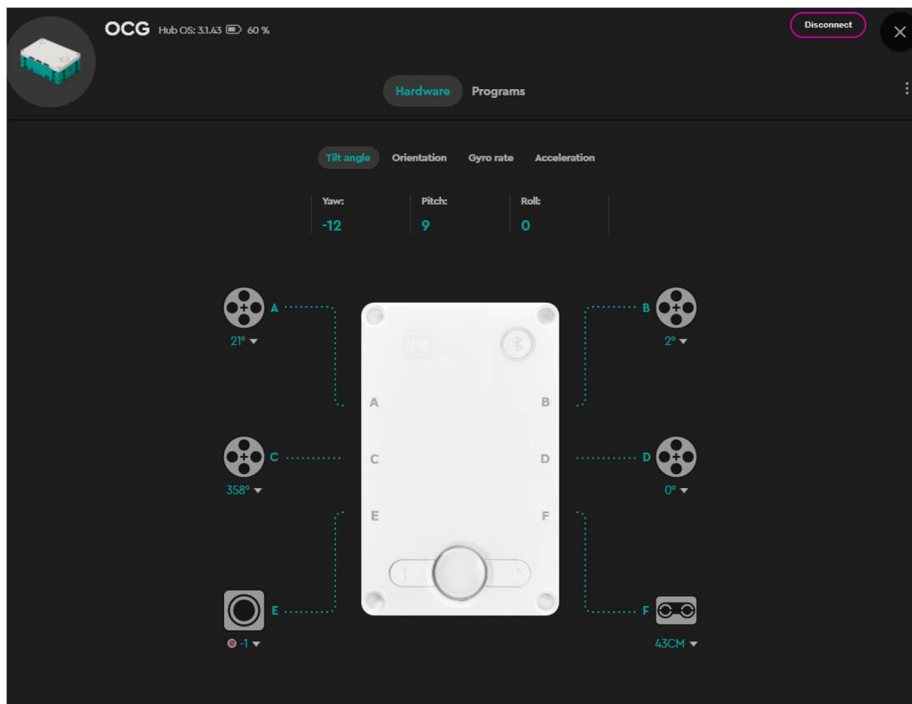 OCG Hub OS: 3.1.43 60 %
Disconnect
Hardware Programs
Tilt angle Orientation Gyro rate Acceleration
Yaw: Pitch: Roll:
-12 9 0
A B
21° 2°
A B
C D
C D
358° 0°
E F
E F
-1 43CM